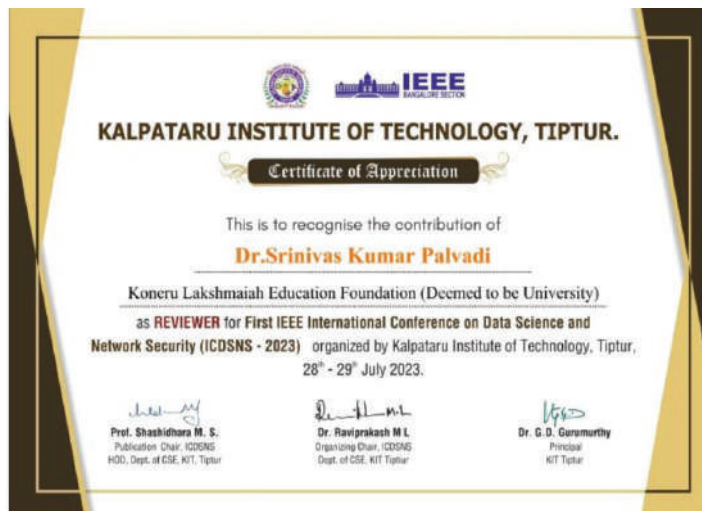 IEEE
BANGALORE SECTION
KALPATARU INSTITUTE OF TECHNOLOGY, TIPTUR.
Certificate of Appreciation
This is to recognise the contribution of
Dr.Srinivas Kumar Palvadi
Koneru Lakshmaiah Education Foundation (Deemed to be University)
as REVIEWER for First IEEE International Conference on Data Science and
Network Security (ICDSNS - 2023) organized by Kalpataru Institute of Technology, Tiptur,
28th - 29th July 2023.
Prof. Shashidhara M. S.
Publication Chair, ICDSNS
HOD, Dept. of CSE, KIT, Tiptur
Dr. Raviprakash M L
Organizing Chair, ICDSNS
Dept. of CSE, KIT Tiptur
Dr. G.D. Gurumurthy
Principal
KIT Tiptur